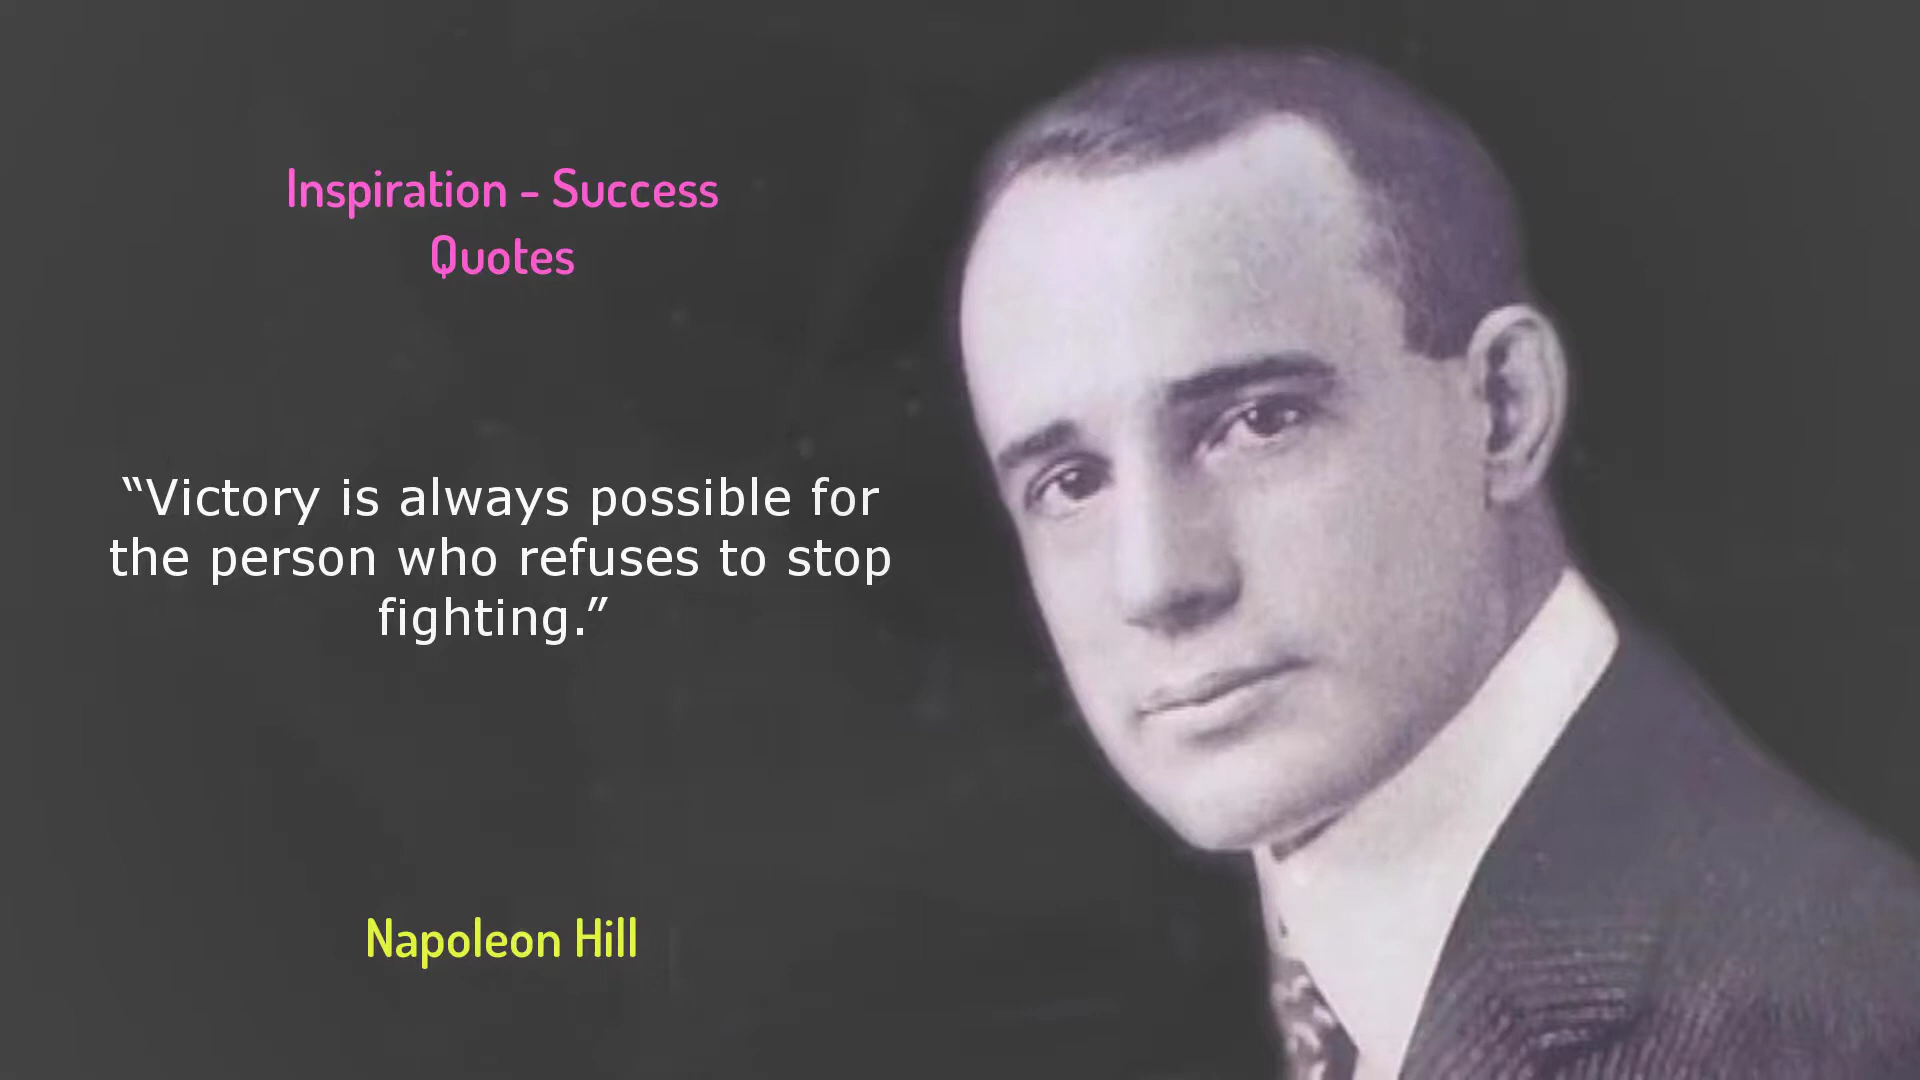 Inspiration - Success
Quotes
“Victory is always possible for
the person who refuses to stop
fighting.”
Napoleon Hill